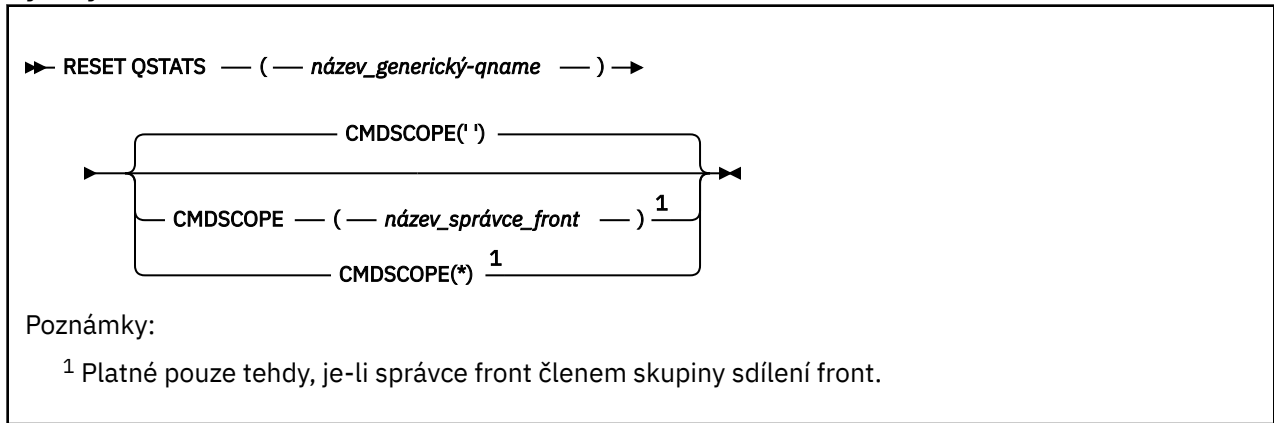 RESET QSTATS ( název_generický-qname )
CMDSCOPE(' ')
CMDSCOPE ( název_správce_front ) 1
CMDSCOPE(*) 1
Poznámky:
1 Platné pouze tehdy, je-li správce front členem skupiny sdílení front.